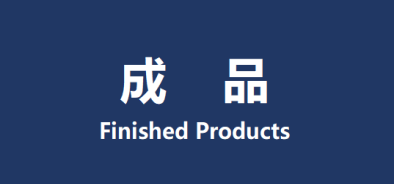 成 品
Finished Products